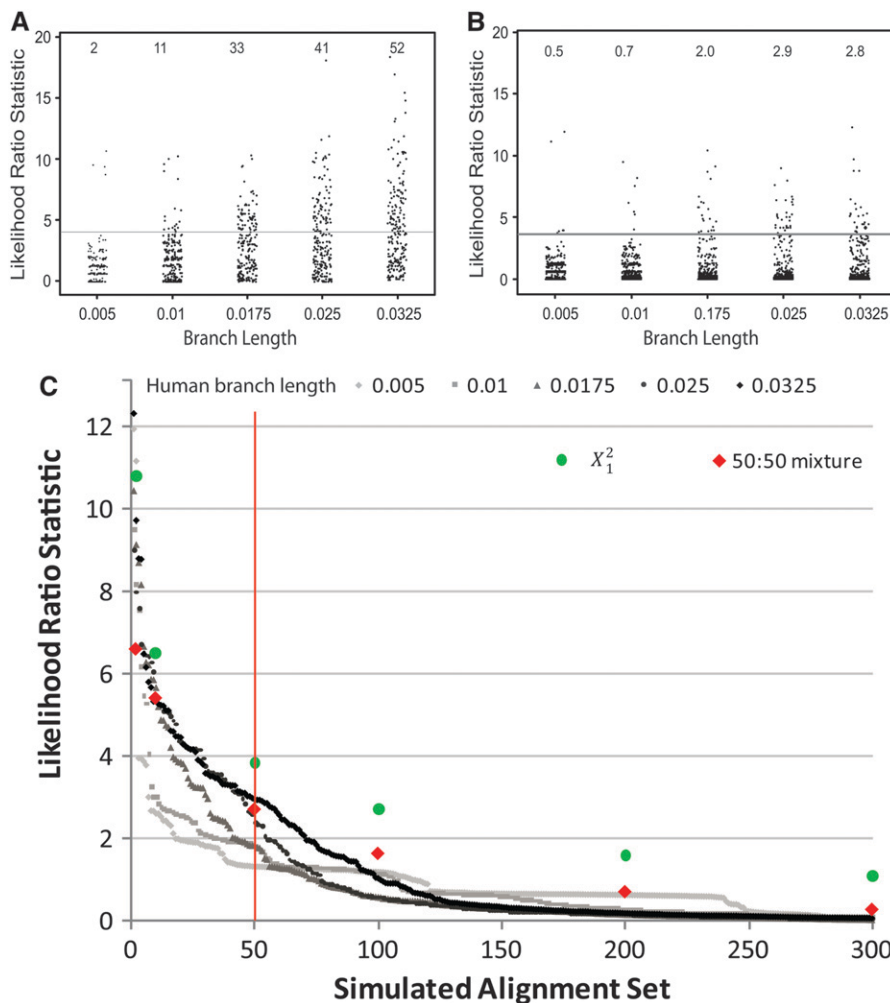 A
Likelihood Ratio Statistic
20
15
10
5
0
2 11 33 41 52
0.005 0.01 0.0175 0.025 0.0325
Branch Length
B
Likelihood Ratio Statistic
20
15
10
5
0
0.5 0.7 2.0 2.9 2.8
0.005 0.01 0.175 0.025 0.0325
Branch Length
C
Human branch length 0.005 0.01 0.0175 0.025 0.0325
X₁² 50:50 mixture
Likelihood Ratio Statistic
12
10
8
6
4
2
0
0 50 100 150 200 250 300
Simulated Alignment Set